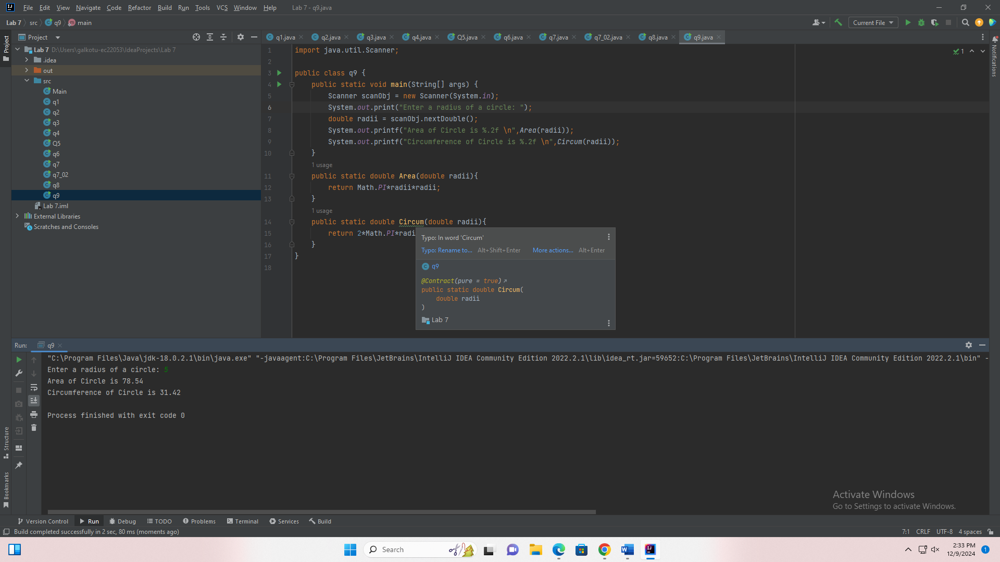 File Edit View Navigate Code Refactor Build Run Tools VCS Window Help Lab 7 - q9.java
Lab 7 src q9 main Current File
Project q1.java q2.java q3.java q4.java Q5.java q6.java q7.java q7_02.java q8.java q9.java
Project
Notifications
Lab 7 D:\Users\galkotu-ec22053\IdeaProjects\Lab 7
.idea
out
src
Main
q1
q2
q3
q4
Q5
q6
q7
q7_02
q8
q9
Lab 7.iml
External Libraries
Scratches and Consoles
1 import java.util.Scanner;
2
3 public class q9 {
4 public static void main(String[] args) {
5 Scanner scanObj = new Scanner(System.in);
6 System.out.print("Enter a radius of a circle: ");
7 double radii = scanObj.nextDouble();
8 System.out.printf("Area of Circle is %.2f \n",Area(radii));
9 System.out.printf("Circumference of Circle is %.2f \n",Circum(radii));
10 }
1 usage
11 public static double Area(double radii){
12 return Math.PI*radii*radii;
13 }
1 usage
14 public static double Circum(double radii){
15 return 2*Math.PI*radi
16 }
17 }
18
1
Typo: In word 'Circum'
Typo: Rename to... Alt+Shift+Enter More actions... Alt+Enter
q9
@Contract(pure = true)
public static double Circum(
double radii
)
Lab 7
Run: q9
"C:\Program Files\Java\jdk-18.0.2.1\bin\java.exe" "-javaagent:C:\Program Files\JetBrains\IntelliJ IDEA Community Edition 2022.2.1\lib\idea_rt.jar=59652:C:\Program Files\JetBrains\IntelliJ IDEA Community Edition 2022.2.1\bin" -
Enter a radius of a circle: 5
Area of Circle is 78.54
Circumference of Circle is 31.42
Process finished with exit code 0
Structure
Bookmarks
Activate Windows
Go to Settings to activate Windows.
Version Control Run Debug TODO Problems Terminal Services Build
Build completed successfully in 2 sec, 80 ms (moments ago) 7:1 CRLF UTF-8 4 spaces
Search
2:33 PM
12/9/2024
1